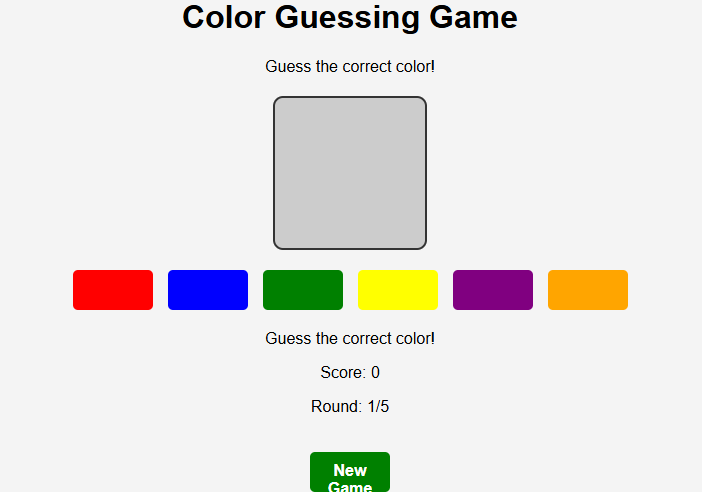 Color Guessing Game
Guess the correct color!
Guess the correct color!
Score: 0
Round: 1/5
New
Game